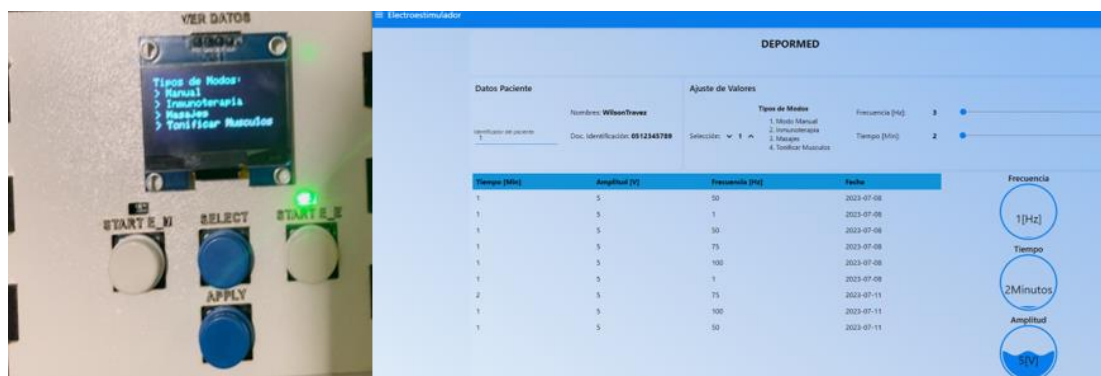 VER DATOS
Tipos de Modos:
> Manual
> Inmunoterapia
> Masajes
> Tonificar Musculos
START E_M
SELECT
START E_E
APPLY
Electroestimulador
DEPORMED
Datos Paciente
Nombres: WilsonTravez
Identificador del paciente
1
Doc. Identificación: 0512345789
Ajuste de Valores
Selección: 1
Tipos de Modos
1. Modo Manual
2. Inmunoterapia
3. Masajes
4. Tonificar Musculos
Frecuencia [Hz]: 3
Tiempo [Min]: 2
Tiempo [Min] Amplitud [V] Frecuencia [Hz] Fecha
1 5 50 2023-07-08
1 5 1 2023-07-08
1 5 50 2023-07-08
1 5 75 2023-07-08
1 5 100 2023-07-08
1 5 1 2023-07-08
2 5 75 2023-07-11
1 5 100 2023-07-11
1 5 50 2023-07-11
Frecuencia
1[Hz]
Tiempo
2Minutos
Amplitud
5[V]